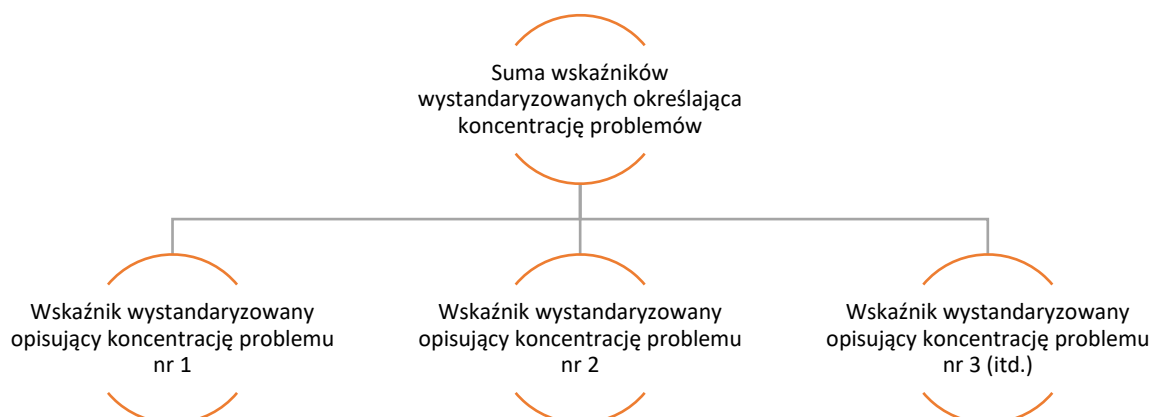 Suma wskaźników
wystandaryzowanych określająca
koncentrację problemów
Wskaźnik wystandaryzowany
opisujący koncentrację problemu
nr 1
Wskaźnik wystandaryzowany
opisujący koncentrację problemu
nr 2
Wskaźnik wystandaryzowany
opisujący koncentrację problemu
nr 3 (itd.)